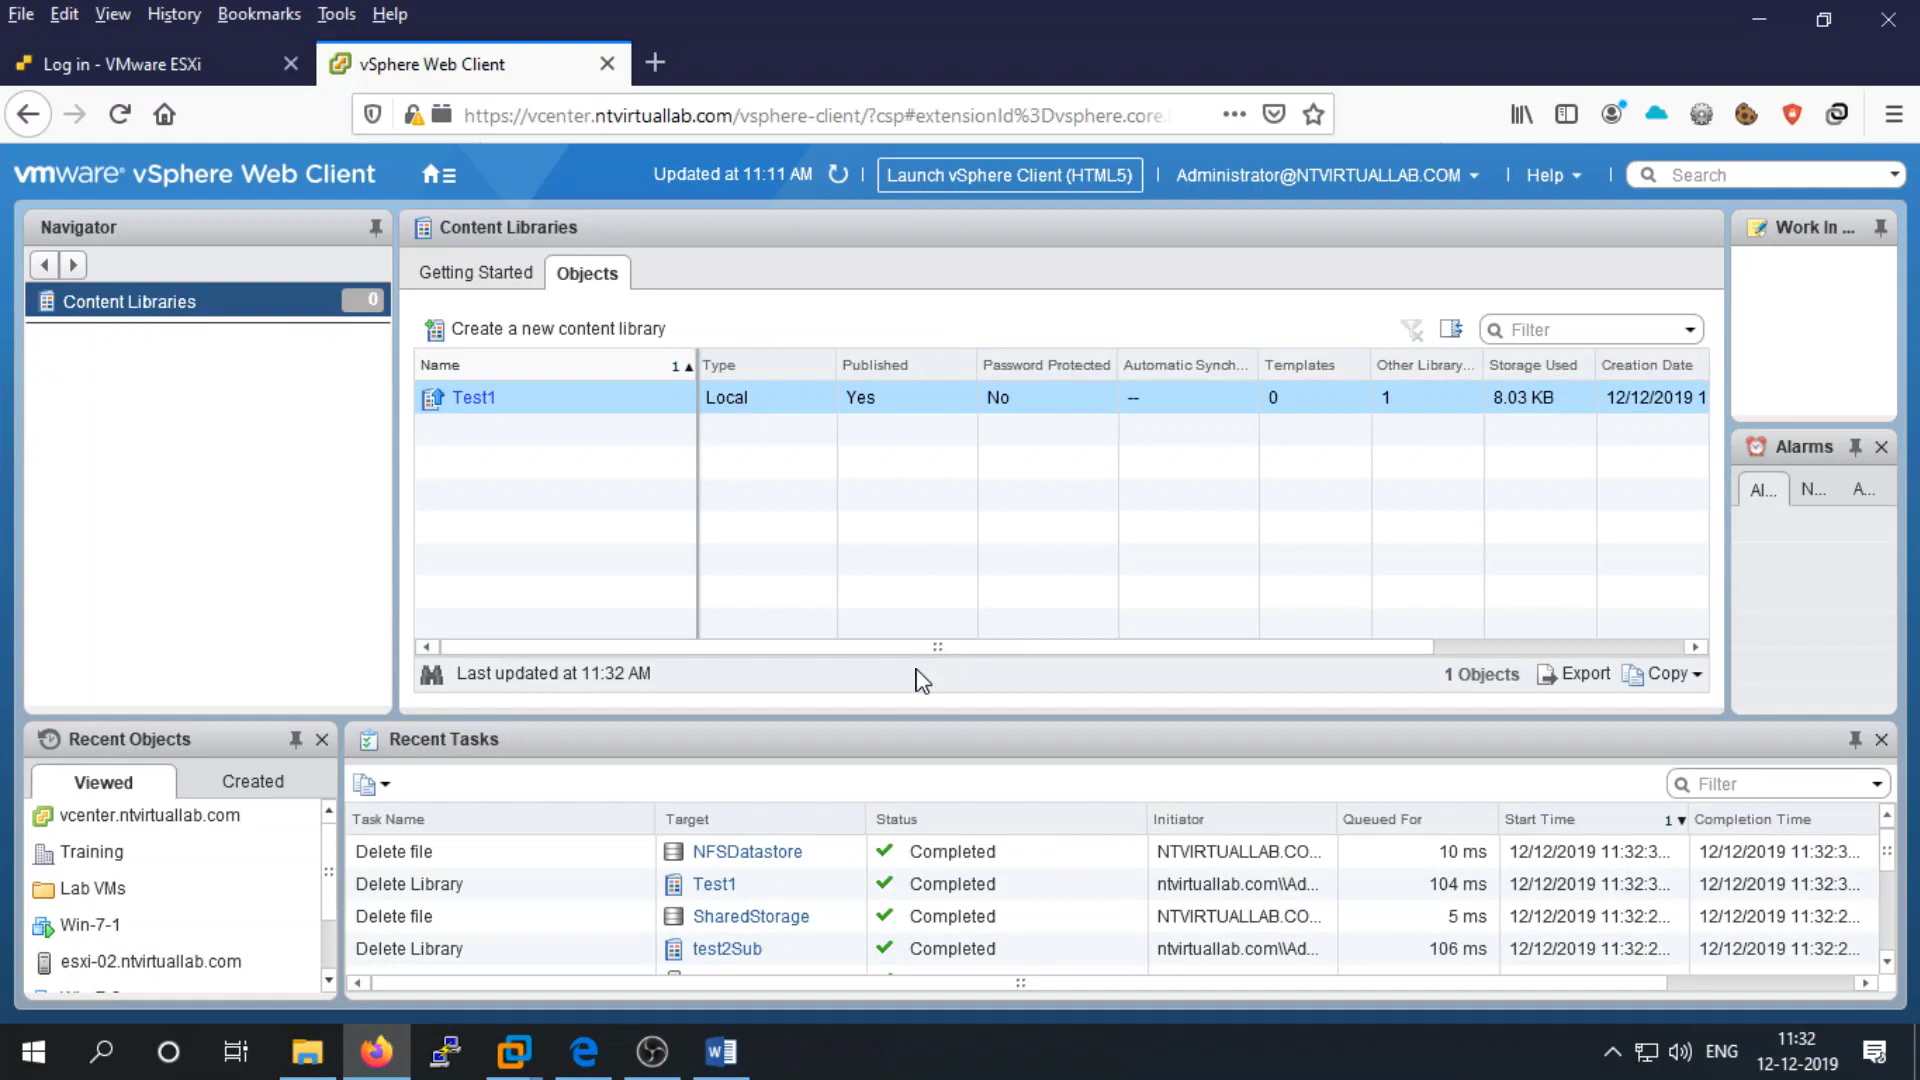 File Edit View History Bookmarks Tools Help
Log in - VMware ESXi
vSphere Web Client
https://vcenter.ntvirtuallab.com/vsphere-client/?csp#extensionId%3Dvsphere.core.
vmware® vSphere Web Client
Updated at 11:11 AM
Launch vSphere Client (HTML5)
Administrator@NTVIRTUALLAB.COM
Help
Search
Navigator
Content Libraries 0
Content Libraries
Getting Started Objects
Create a new content library
Filter
Name 1 Type Published Password Protected Automatic Synch... Templates Other Library... Storage Used Creation Date
Test1 Local Yes No -- 0 1 8.03 KB 12/12/2019 1
Last updated at 11:32 AM
1 Objects Export Copy
Work In ...
Alarms
Al... N... A...
Recent Objects
Viewed Created
vcenter.ntvirtuallab.com
Training
Lab VMs
Win-7-1
esxi-02.ntvirtuallab.com
Recent Tasks
Filter
Task Name Target Status Initiator Queued For Start Time 1 Completion Time
Delete file NFSDatastore Completed NTVIRTUALLAB.CO... 10 ms 12/12/2019 11:32:3... 12/12/2019 11:32:3...
Delete Library Test1 Completed ntvirtuallab.com\\Ad... 104 ms 12/12/2019 11:32:3... 12/12/2019 11:32:3...
Delete file SharedStorage Completed NTVIRTUALLAB.CO... 5 ms 12/12/2019 11:32:2... 12/12/2019 11:32:2...
Delete Library test2Sub Completed ntvirtuallab.com\\Ad... 106 ms 12/12/2019 11:32:2... 12/12/2019 11:32:2...
ENG
11:32
12-12-2019